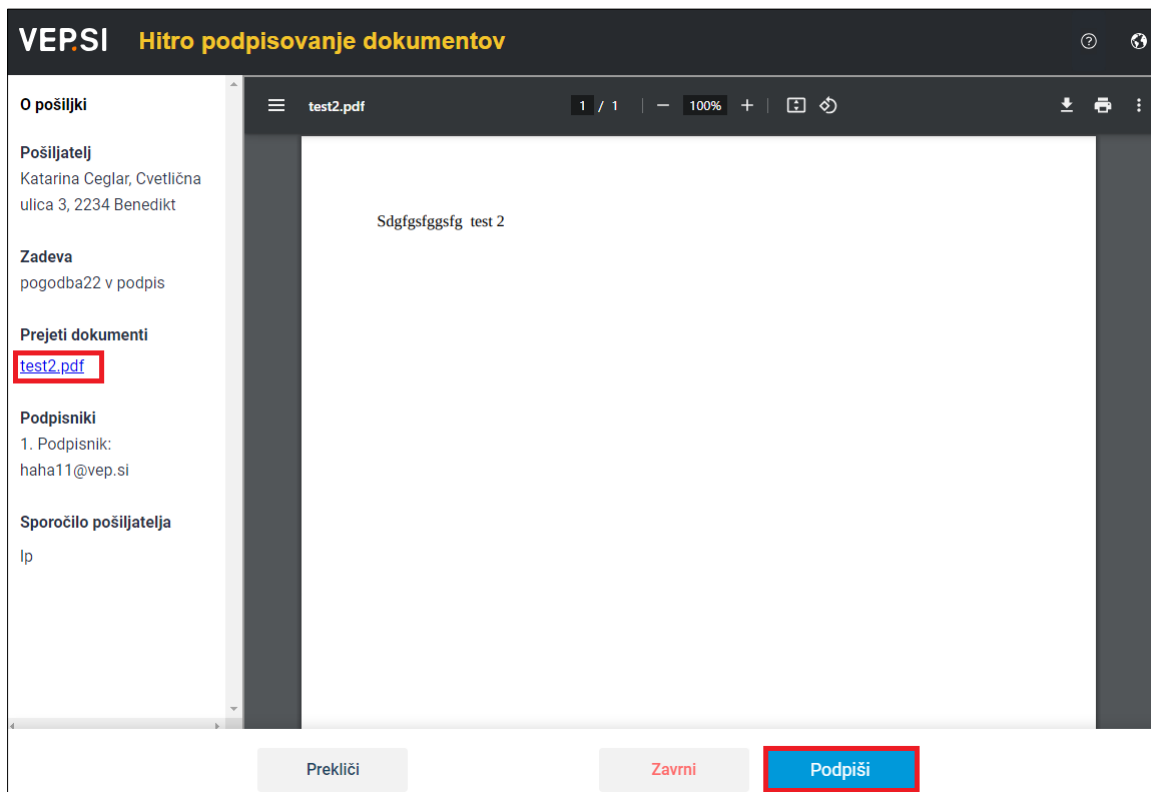 VEP.SI Hitro podpisovanje dokumentov
O pošiljki
Pošiljatelj
Katarina Ceglar, Cvetlična
ulica 3, 2234 Benedikt
Zadeva
pogodba22 v podpis
Prejeti dokumenti
test2.pdf
Podpisniki
1. Podpisnik:
haha11@vep.si
Sporočilo pošiljatelja
lp
test2.pdf 1 / 1 100%
Sdgfgsfggsfg test 2
Prekliči Zavrni Podpiši